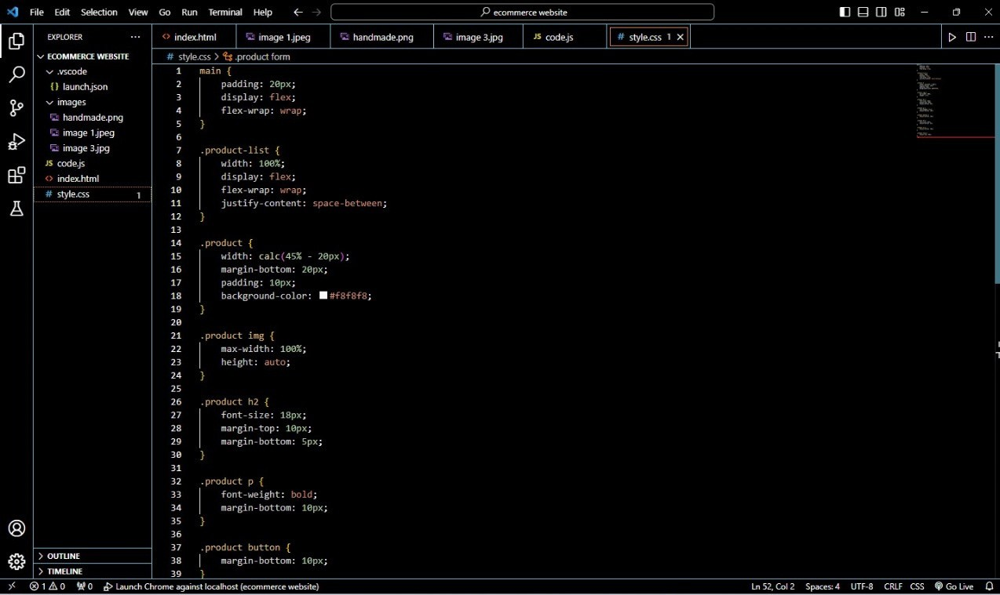 File Edit Selection View Go Run Terminal Help ecommerce website
EXPLORER
ECOMMERCE WEBSITE
.vscode
{} launch.json
images
handmade.png
image 1.jpeg
image 3.jpg
JS code.js
<> index.html
# style.css 1
OUTLINE
TIMELINE
<> index.html image 1.jpeg handmade.png image 3.jpg JS code.js # style.css 1
# style.css > .product form
1 main {
2 padding: 20px;
3 display: flex;
4 flex-wrap: wrap;
5 }
6
7 .product-list {
8 width: 100%;
9 display: flex;
10 flex-wrap: wrap;
11 justify-content: space-between;
12 }
13
14 .product {
15 width: calc(45% - 20px);
16 margin-bottom: 20px;
17 padding: 10px;
18 background-color: #f8f8f8;
19 }
20
21 .product img {
22 max-width: 100%;
23 height: auto;
24 }
25
26 .product h2 {
27 font-size: 18px;
28 margin-top: 10px;
29 margin-bottom: 5px;
30 }
31
32 .product p {
33 font-weight: bold;
34 margin-bottom: 10px;
35 }
36
37 .product button {
38 margin-bottom: 10px;
39 }
1 0 0 Launch Chrome against localhost (ecommerce website) Ln 52, Col 2 Spaces: 4 UTF-8 CRLF CSS Go Live